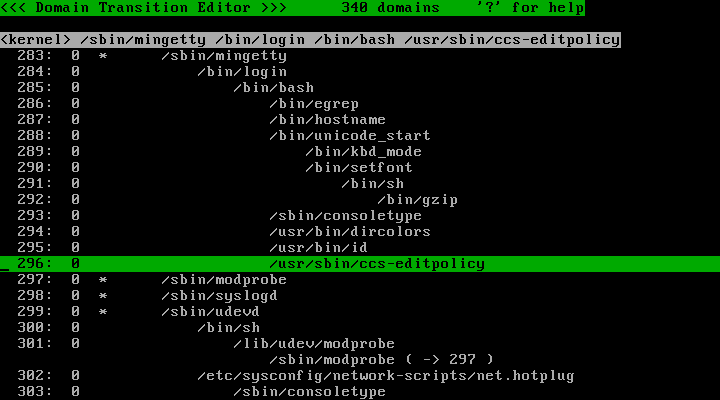 <<< Domain Transition Editor >>>      340 domains    '?' for help
<kernel> /sbin/mingetty /bin/login /bin/bash /usr/sbin/ccs-editpolicy
  283:  0  *      /sbin/mingetty
  284:  0             /bin/login
  285:  0                 /bin/bash
  286:  0                     /bin/egrep
  287:  0                     /bin/hostname
  288:  0                     /bin/unicode_start
  289:  0                         /bin/kbd_mode
  290:  0                         /bin/setfont
  291:  0                             /bin/sh
  292:  0                                 /bin/gzip
  293:  0                     /sbin/consoletype
  294:  0                     /usr/bin/dircolors
  295:  0                     /usr/bin/id
_ 296:  0                     /usr/sbin/ccs-editpolicy
  297:  0  *      /sbin/modprobe
  298:  0  *      /sbin/syslogd
  299:  0  *      /sbin/udevd
  300:  0             /bin/sh
  301:  0                 /lib/udev/modprobe
                              /sbin/modprobe ( -> 297 )
  302:  0             /etc/sysconfig/network-scripts/net.hotplug
  303:  0                 /sbin/consoletype